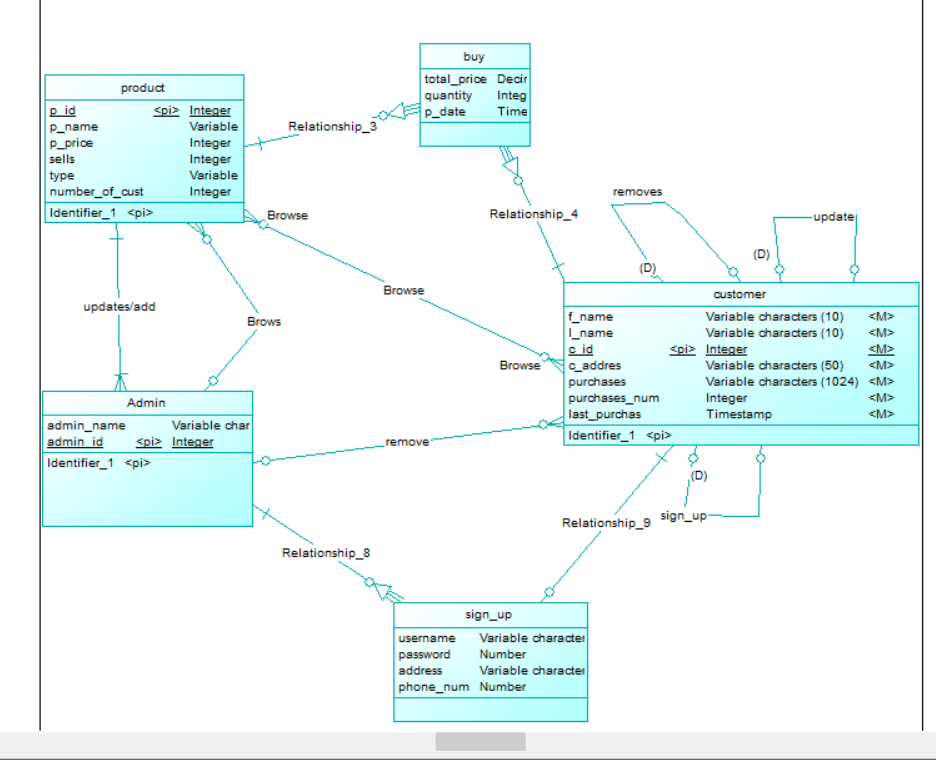 buy
total_price Decir
quantity Integ
p_date Time
product
p_id <pi> Integer
p_name Variable
p_price Integer
sells Integer
type Variable
number_of_cust Integer
Identifier_1 <pi>
Relationship_3
Relationship_4
removes
(D)
update
(D)
Browse
Browse
Browse
updates/add
Brows
customer
f_name Variable characters (10) <M>
l_name Variable characters (10) <M>
c_id <pi> Integer <M>
c_addres Variable characters (50) <M>
purchases Variable characters (1024) <M>
purchases_num Integer <M>
last_purchas Timestamp <M>
Identifier_1 <pi>
Admin
admin_name Variable char
admin_id <pi> Integer
Identifier_1 <pi>
remove
(D)
sign_up
Relationship_9
Relationship_8
sign_up
username Variable character
password Number
address Variable character
phone_num Number